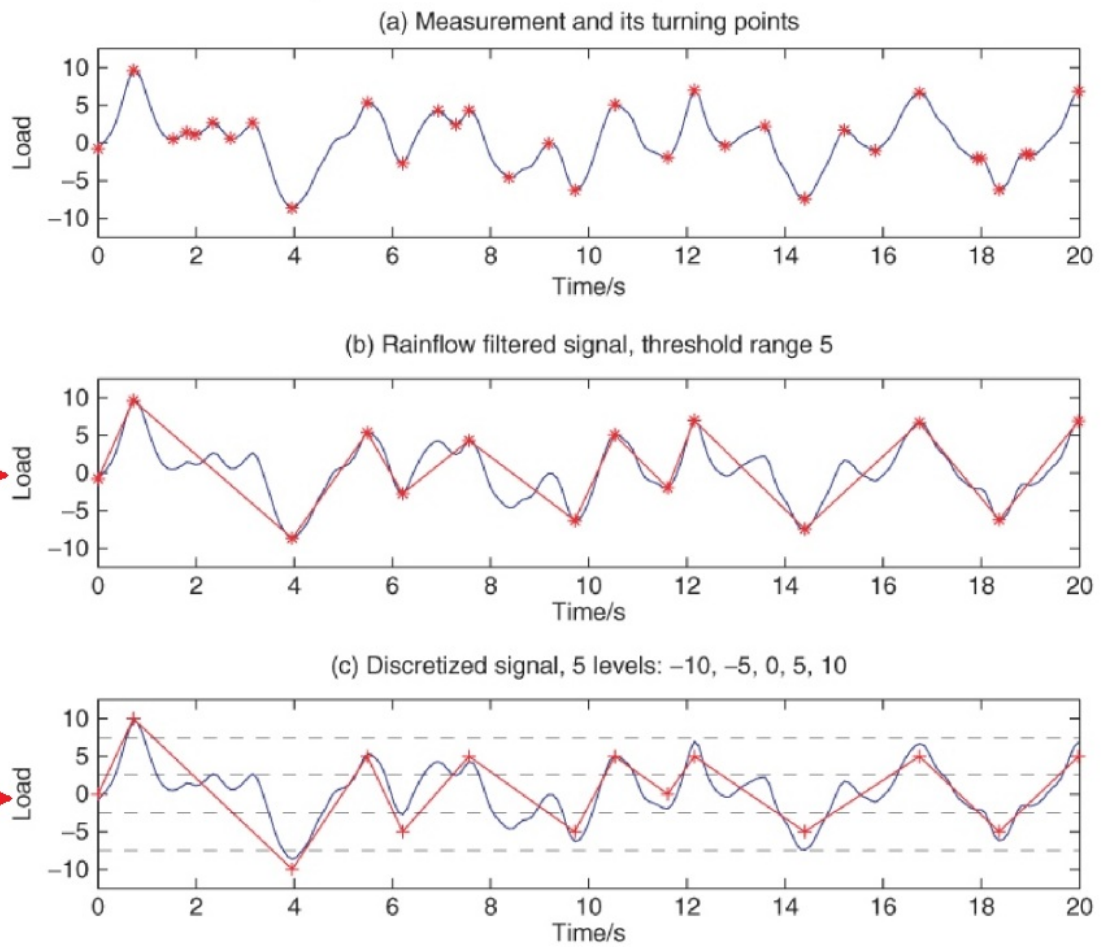 (a) Measurement and its turning points
10
5
0
−5
−10
Load
0 2 4 6 8 10 12 14 16 18 20
Time/s
(b) Rainflow filtered signal, threshold range 5
10
5
0
−5
−10
Load
0 2 4 6 8 10 12 14 16 18 20
Time/s
(c) Discretized signal, 5 levels: −10, −5, 0, 5, 10
10
5
0
−5
−10
Load
0 2 4 6 8 10 12 14 16 18 20
Time/s